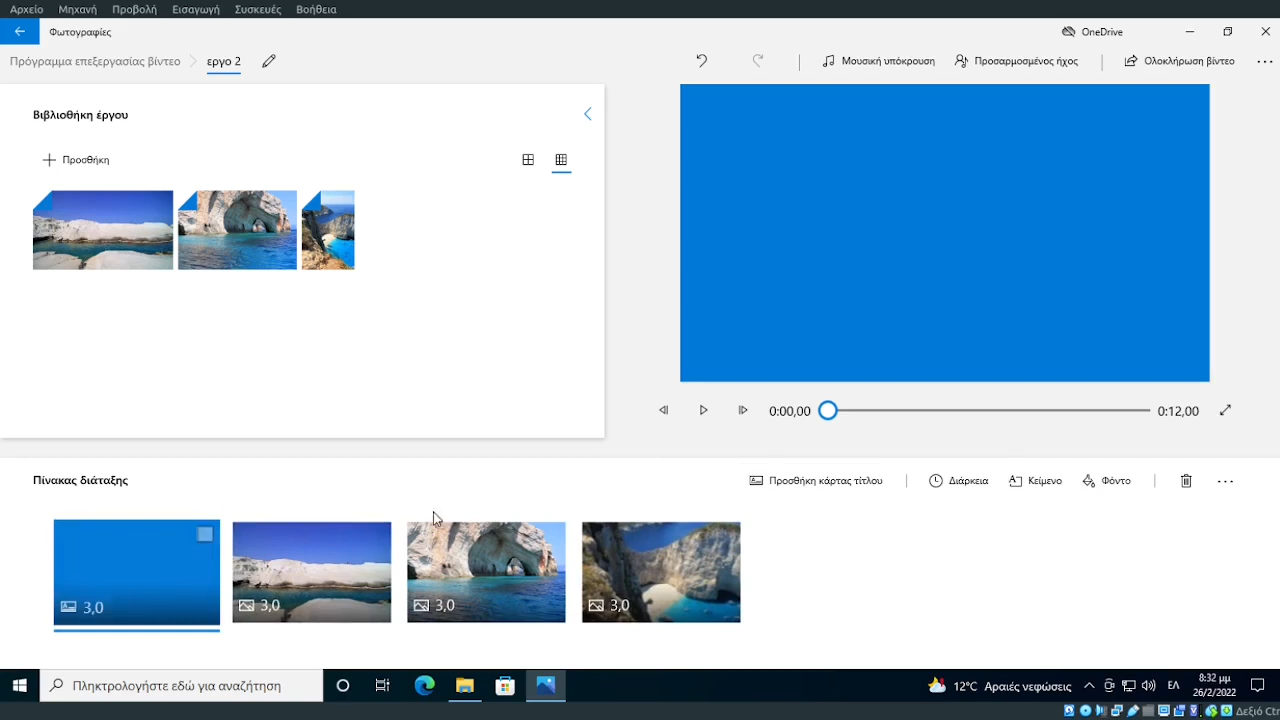 Αρχείο Μηχανή Προβολή Εισαγωγή Συσκευές Βοήθεια
Φωτογραφίες OneDrive
Πρόγραμμα επεξεργασίας βίντεο εργο 2 Μουσική υπόκρουση Προσαρμοσμένος ήχος Ολοκλήρωση βίντεο
Βιβλιοθήκη έργου
Προσθήκη
0:00,00 0:12,00
Πίνακας διάταξης Προσθήκη κάρτας τίτλου Διάρκεια Κείμενο Φόντο
3,0 3,0 3,0 3,0
Πληκτρολογήστε εδώ για αναζήτηση 12°C Αραιές νεφώσεις ΕΛ 8:32 μμ
26/2/2022
Δεξιό Ctr